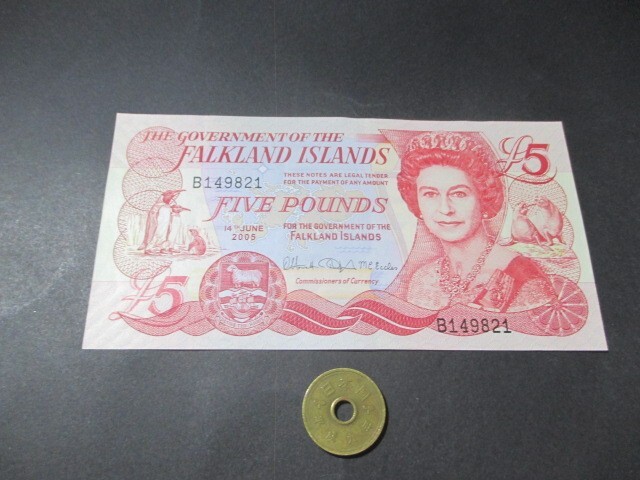 THE GOVERNMENT OF THE
FALKLAND ISLANDS
£5
B149821
THESE NOTES ARE LEGAL TENDER
FOR THE PAYMENT OF ANY AMOUNT
FIVE POUNDS
14TH JUNE
2005
FOR THE GOVERNMENT OF THE
FALKLAND ISLANDS
Commissioners of Currency
£5
B149821